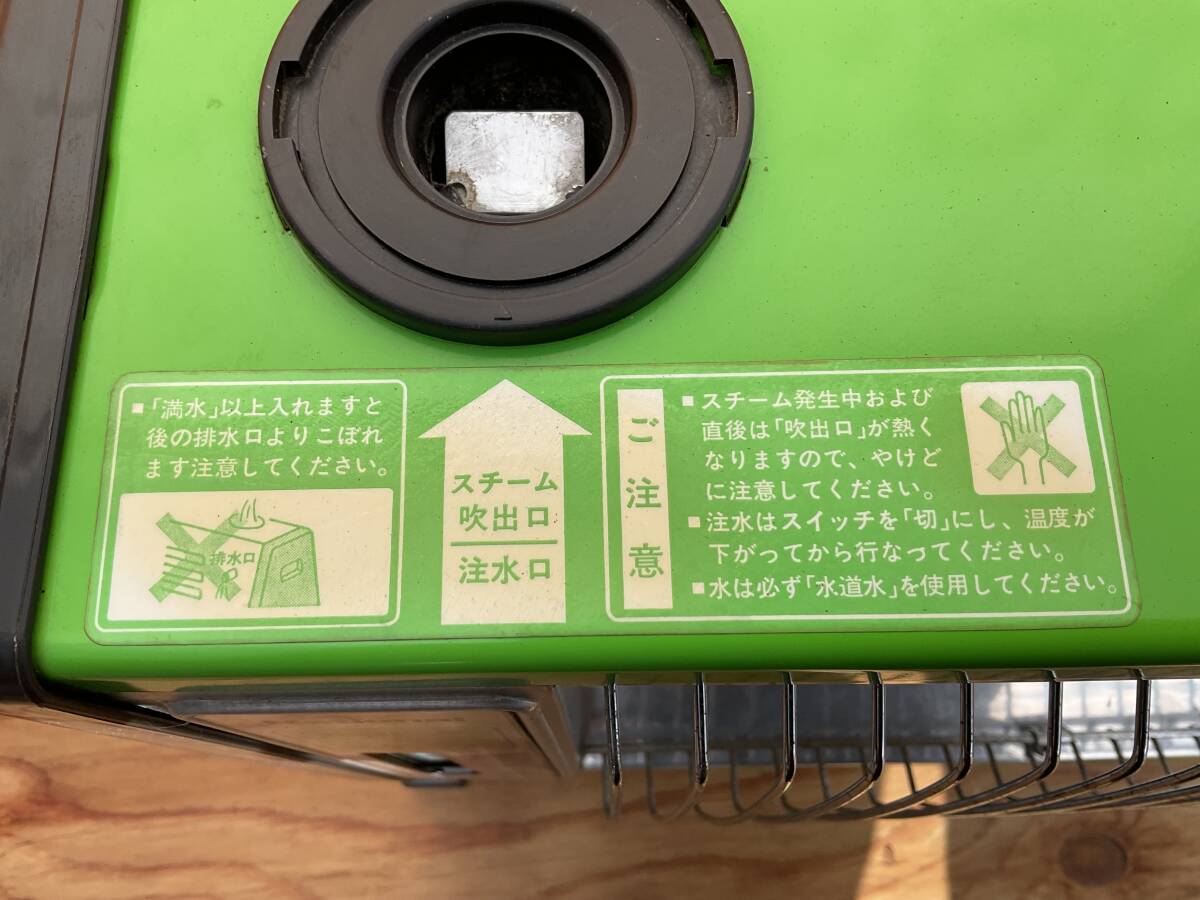 ■「満水」以上入れますと
後の排水口よりこぼれ
ます注意してください。
排水口
スチーム
吹出口
注水口
ご注意
■スチーム発生中および
直後は「吹出口」が熱く
なりますので、やけど
に注意してください。
■注水はスイッチを「切」にし、温度が
下がってから行なってください。
■水は必ず「水道水」を使用してください。